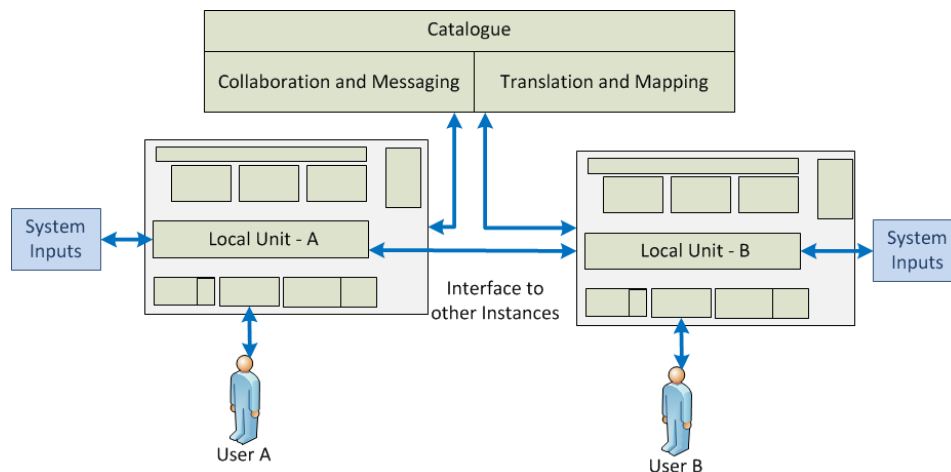 Catalogue
Collaboration and Messaging
Translation and Mapping
System
Inputs
Local Unit - A
Local Unit - B
System
Inputs
Interface to
other Instances
User A
User B